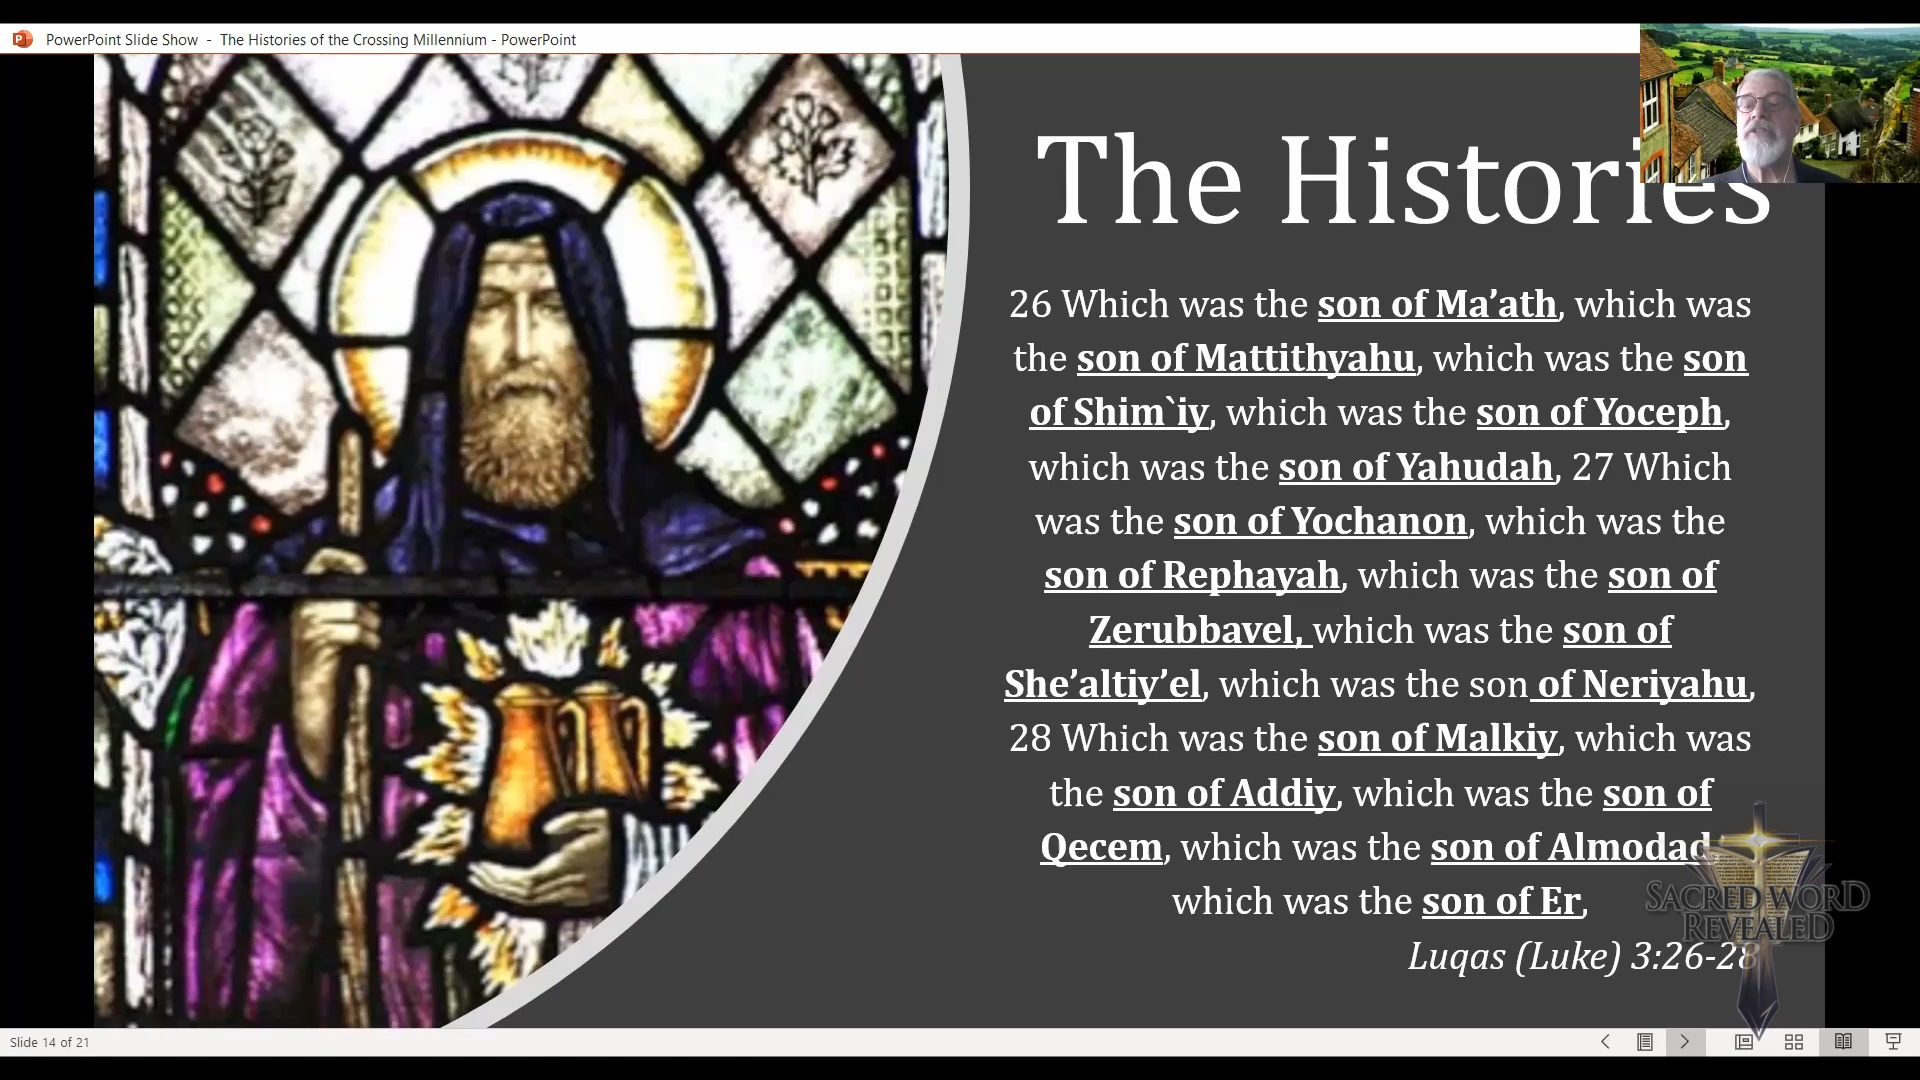 PowerPoint Slide Show - The Histories of the Crossing Millennium - PowerPoint
The Histories
26 Which was the son of Ma’ath, which was
the son of Mattithyahu, which was the son
of Shim`iy, which was the son of Yoceph,
which was the son of Yahudah, 27 Which
was the son of Yochanon, which was the
son of Rephayah, which was the son of
Zerubbavel, which was the son of
She’altiy’el, which was the son of Neriyahu,
28 Which was the son of Malkiy, which was
the son of Addiy, which was the son of
Qecem, which was the son of Almodad,
which was the son of Er,
Luqas (Luke) 3:26-28
SACRED WORD
REVEALED
Slide 14 of 21